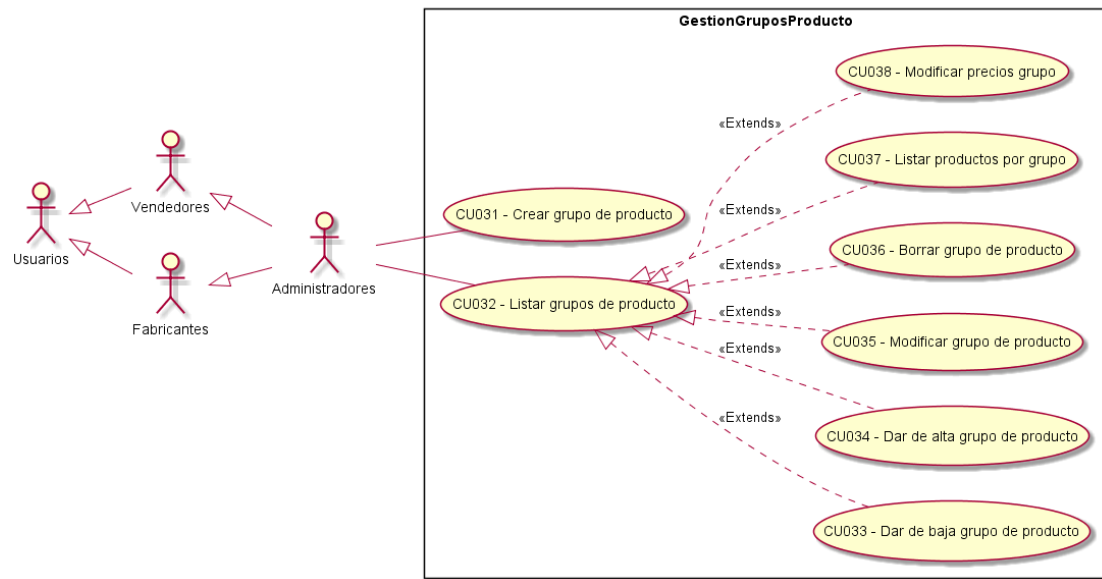 GestionGruposProducto
Usuarios
Vendedores
Fabricantes
Administradores
CU031 - Crear grupo de producto
CU032 - Listar grupos de producto
«Extends»
«Extends»
«Extends»
«Extends»
«Extends»
«Extends»
CU038 - Modificar precios grupo
CU037 - Listar productos por grupo
CU036 - Borrar grupo de producto
CU035 - Modificar grupo de producto
CU034 - Dar de alta grupo de producto
CU033 - Dar de baja grupo de producto